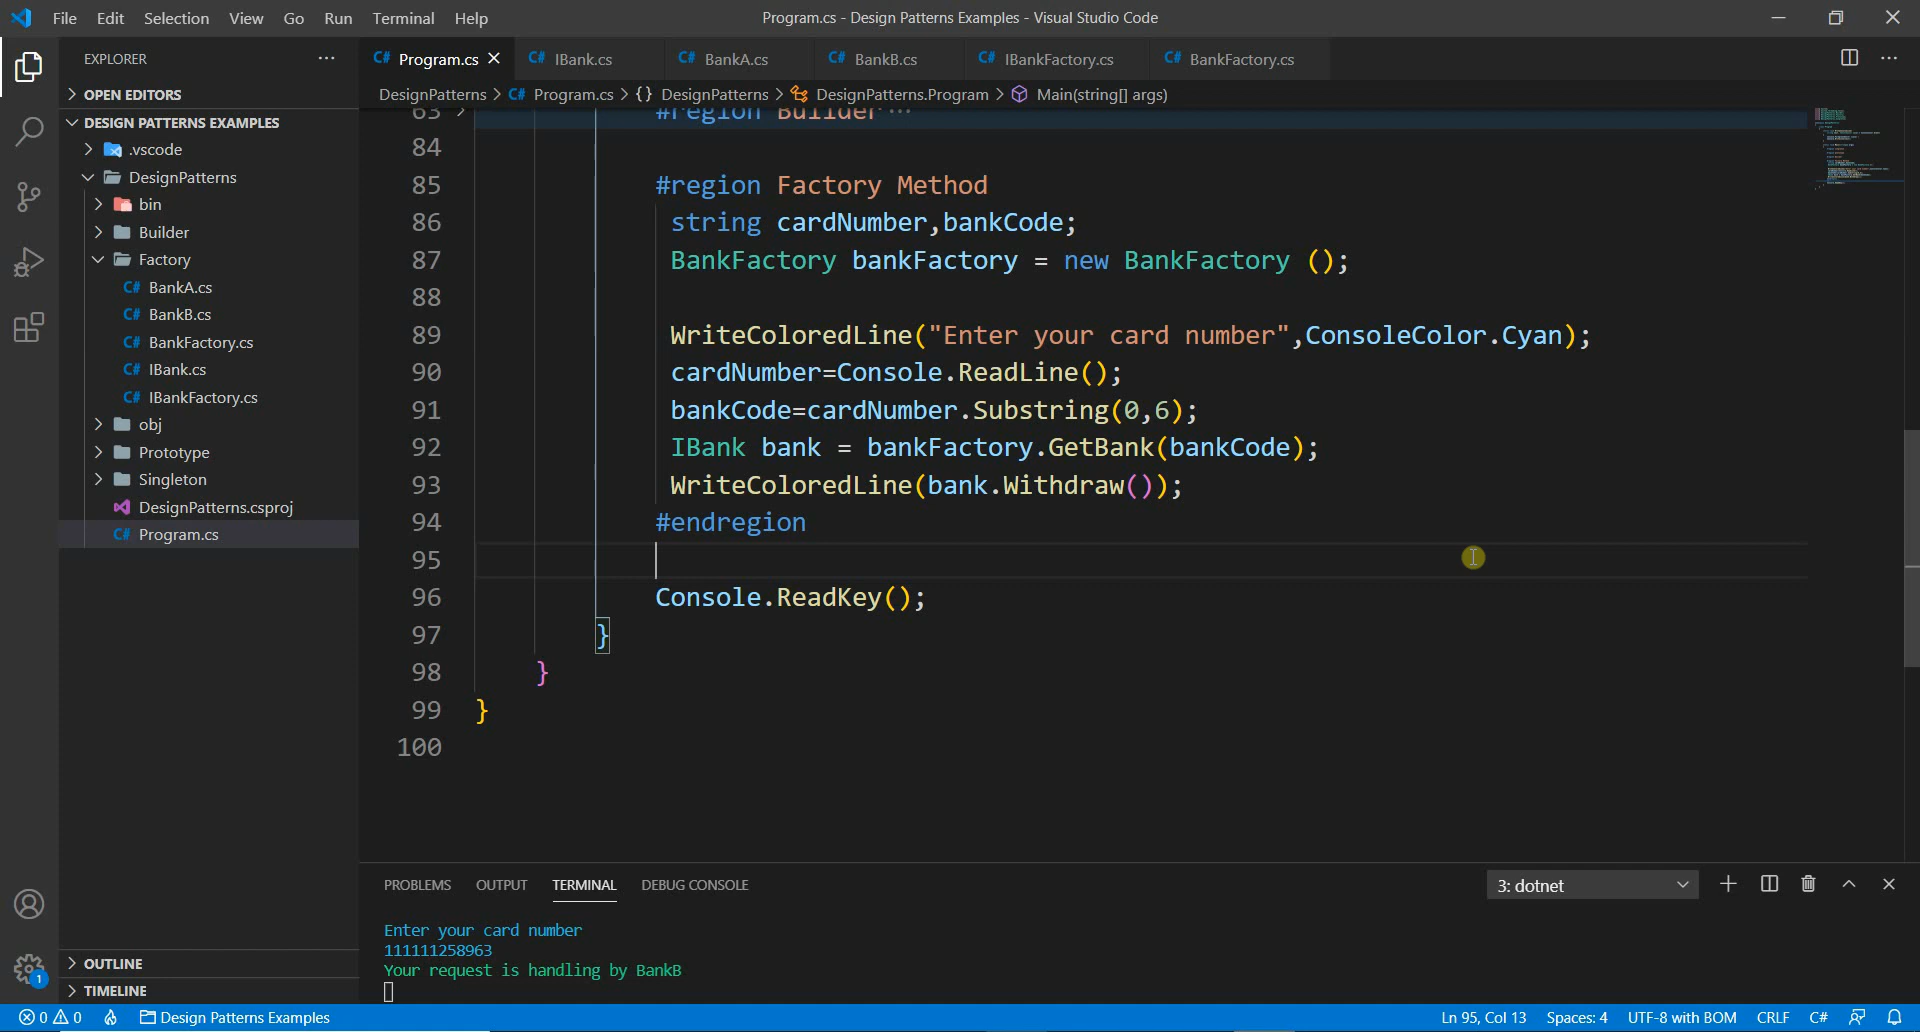 File Edit Selection View Go Run Terminal Help
Program.cs - Design Patterns Examples - Visual Studio Code
EXPLORER ...
OPEN EDITORS
DESIGN PATTERNS EXAMPLES
.vscode
DesignPatterns
bin
Builder
Factory
BankA.cs
BankB.cs
BankFactory.cs
IBank.cs
IBankFactory.cs
obj
Prototype
Singleton
DesignPatterns.csproj
Program.cs
OUTLINE
TIMELINE
Program.cs IBank.cs BankA.cs BankB.cs IBankFactory.cs BankFactory.cs
DesignPatterns > Program.cs > {} DesignPatterns > DesignPatterns.Program > Main(string[] args)
63 #region Builder ...
84
85 #region Factory Method
86 string cardNumber,bankCode;
87 BankFactory bankFactory = new BankFactory ();
88
89 WriteColoredLine("Enter your card number",ConsoleColor.Cyan);
90 cardNumber=Console.ReadLine();
91 bankCode=cardNumber.Substring(0,6);
92 IBank bank = bankFactory.GetBank(bankCode);
93 WriteColoredLine(bank.Withdraw());
94 #endregion
95
96 Console.ReadKey();
97 }
98 }
99 }
100
PROBLEMS OUTPUT TERMINAL DEBUG CONSOLE
3: dotnet
Enter your card number
111111258963
Your request is handling by BankB
1
0 0 Design Patterns Examples
Ln 95, Col 13 Spaces: 4 UTF-8 with BOM CRLF C#